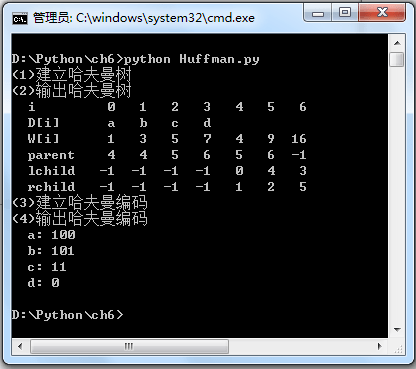 管理员: C:\windows\system32\cmd.exe
D:\Python\ch6>python Huffman.py
(1)建立哈夫曼树
(2)输出哈夫曼树
i 0 1 2 3 4 5 6
D[i] a b c d
W[i] 1 3 5 7 4 9 16
parent 4 4 5 6 5 6 -1
lchild -1 -1 -1 -1 0 4 3
rchild -1 -1 -1 -1 1 2 5
(3)建立哈夫曼编码
(4)输出哈夫曼编码
a: 100
b: 101
c: 11
d: 0
D:\Python\ch6>